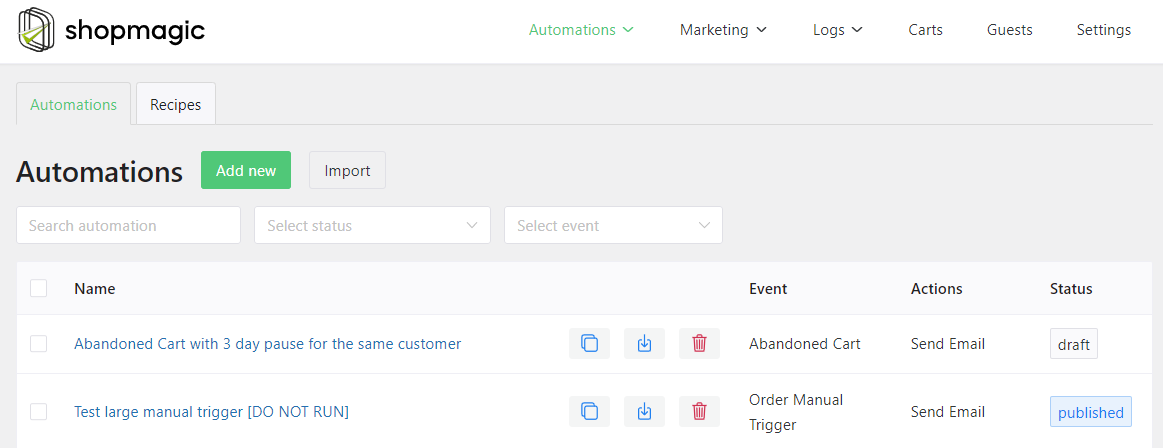 shopmagic
Automations Marketing Logs Carts Guests Settings
Automations Recipes
Automations Add new Import
Search automation Select status Select event
Name Event Actions Status
Abandoned Cart with 3 day pause for the same customer Abandoned Cart Send Email draft
Test large manual trigger [DO NOT RUN] Order Manual Trigger Send Email published